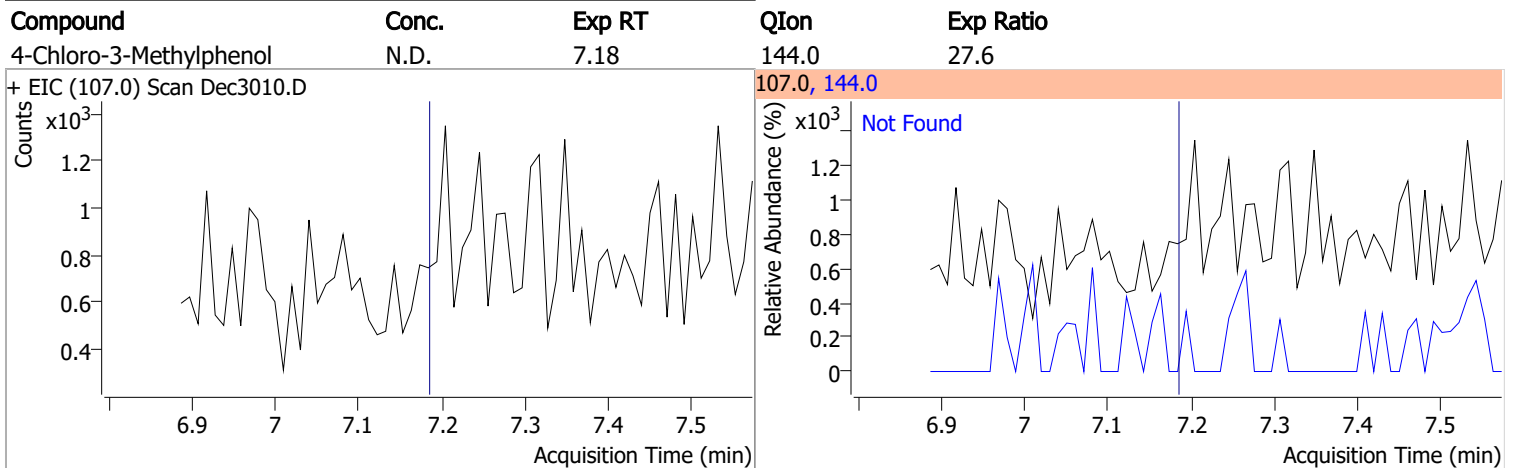 Compound Conc. Exp RT QIon Exp Ratio
4-Chloro-3-Methylphenol N.D. 7.18 144.0 27.6
+ EIC (107.0) Scan Dec3010.D
Counts
x10³
1.2
1
0.8
0.6
0.4
6.9 7 7.1 7.2 7.3 7.4 7.5
Acquisition Time (min)
107.0, 144.0
Relative Abundance (%)
x10³
Not Found
1.2
1
0.8
0.6
0.4
0.2
0
6.9 7 7.1 7.2 7.3 7.4 7.5
Acquisition Time (min)